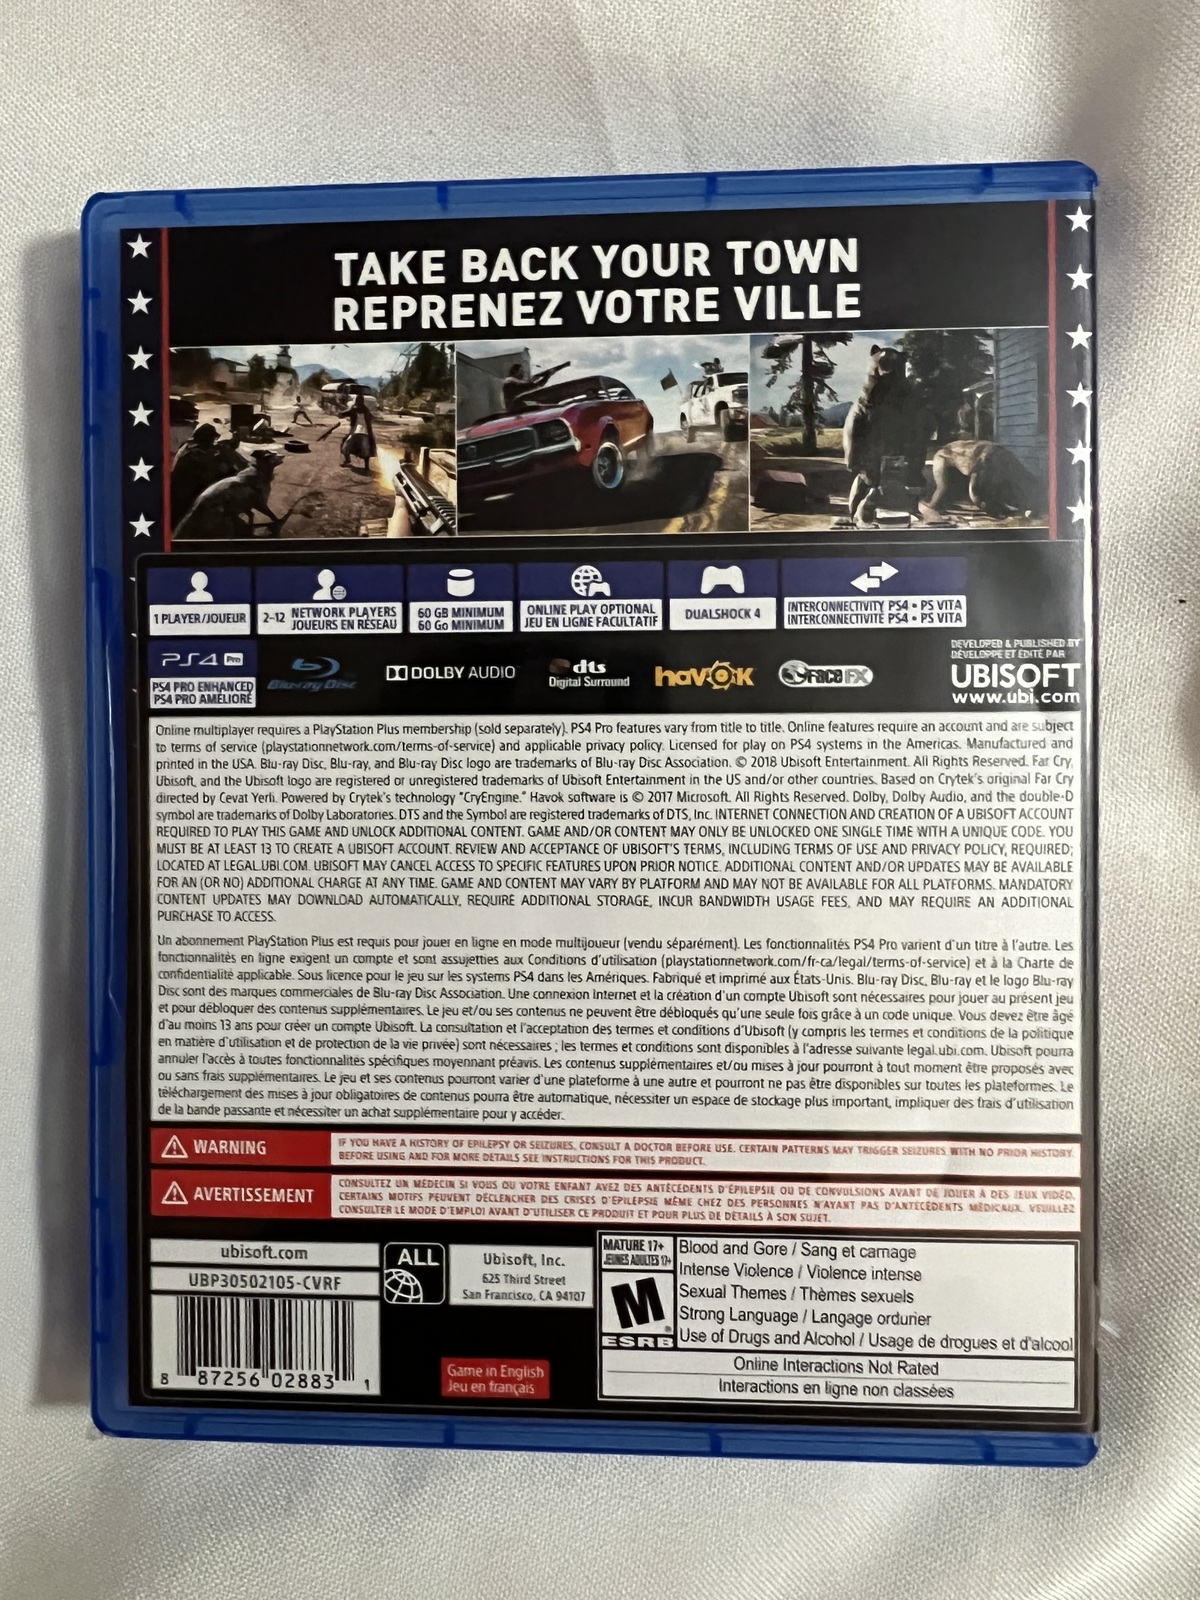 TAKE BACK YOUR TOWN
REPRENEZ VOTRE VILLE
1 PLAYER/JOUEUR
2-12 NETWORK PLAYERS
JOUEURS EN RÉSEAU
60 GB MINIMUM
60 Go MINIMUM
ONLINE PLAY OPTIONAL
JEU EN LIGNE FACULTATIF
DUALSHOCK 4
INTERCONNECTIVITY PS4 • PS VITA
INTERCONNECTIVITÉ PS4 • PS VITA
PS4 Pro
PS4 PRO ENHANCED
PS4 PRO AMÉLIORÉ
Blu-ray Disc
DOLBY AUDIO
dts
Digital Surround
havok
FaceFX
DEVELOPED & PUBLISHED BY
DÉVELOPPÉ ET ÉDITÉ PAR
UBISOFT
www.ubi.com
Online multiplayer requires a PlayStation Plus membership (sold separately). PS4 Pro features vary from title to title. Online features require an account and are subject
to terms of service (playstationnetwork.com/terms-of-service) and applicable privacy policy. Licensed for play on PS4 systems in the Americas. Manufactured and
printed in the USA. Blu-ray Disc, Blu-ray, and Blu-ray Disc logo are trademarks of Blu-ray Disc Association. © 2018 Ubisoft Entertainment. All Rights Reserved. Far Cry,
Ubisoft, and the Ubisoft logo are registered or unregistered trademarks of Ubisoft Entertainment in the US and/or other countries. Based on Crytek's original Far Cry
directed by Cevat Yerli. Powered by Crytek's technology "CryEngine." Havok software is © 2017 Microsoft. All Rights Reserved. Dolby, Dolby Audio, and the double-D
symbol are trademarks of Dolby Laboratories. DTS and the Symbol are registered trademarks of DTS, Inc. INTERNET CONNECTION AND CREATION OF A UBISOFT ACCOUNT
REQUIRED TO PLAY THIS GAME AND UNLOCK ADDITIONAL CONTENT. GAME AND/OR CONTENT MAY ONLY BE UNLOCKED ONE SINGLE TIME WITH A UNIQUE CODE. YOU
MUST BE AT LEAST 13 TO CREATE A UBISOFT ACCOUNT. REVIEW AND ACCEPTANCE OF UBISOFT'S TERMS, INCLUDING TERMS OF USE AND PRIVACY POLICY, REQUIRED;
LOCATED AT LEGAL.UBI.COM. UBISOFT MAY CANCEL ACCESS TO SPECIFIC FEATURES UPON PRIOR NOTICE. ADDITIONAL CONTENT AND/OR UPDATES MAY BE AVAILABLE
FOR AN (OR NO) ADDITIONAL CHARGE AT ANY TIME. GAME AND CONTENT MAY VARY BY PLATFORM AND MAY NOT BE AVAILABLE FOR ALL PLATFORMS. MANDATORY
CONTENT UPDATES MAY DOWNLOAD AUTOMATICALLY, REQUIRE ADDITIONAL STORAGE, INCUR BANDWIDTH USAGE FEES, AND MAY REQUIRE AN ADDITIONAL
PURCHASE TO ACCESS.
Un abonnement PlayStation Plus est requis pour jouer en ligne en mode multijoueur (vendu séparément). Les fonctionnalités PS4 Pro varient d'un titre à l'autre. Les
fonctionnalités en ligne exigent un compte et sont assujetties aux Conditions d'utilisation (playstationnetwork.com/fr-ca/legal/terms-of-service) et à la Charte de
confidentialité applicable. Sous licence pour le jeu sur les systèmes PS4 dans les Amériques. Fabriqué et imprimé aux États-Unis. Blu-ray Disc, Blu-ray et le logo Blu-ray
Disc sont des marques commerciales de Blu-ray Disc Association. Une connexion Internet et la création d'un compte Ubisoft sont nécessaires pour jouer au présent jeu
et pour débloquer des contenus supplémentaires. Le jeu et/ou ses contenus ne peuvent être débloqués qu'une seule fois grâce à un code unique. Vous devez être âgé
d'au moins 13 ans pour créer un compte Ubisoft. La consultation et l'acceptation des termes et conditions d'Ubisoft (y compris les termes et conditions de la politique
en matière d'utilisation et de protection de la vie privée) sont nécessaires ; les termes et conditions sont disponibles à l'adresse suivante legal.ubi.com. Ubisoft pourra
annuler l'accès à toutes fonctionnalités spécifiques moyennant préavis. Les contenus supplémentaires et/ou mises à jour pourront à tout moment être proposés avec
ou sans frais supplémentaires. Le jeu et ses contenus pourront varier d'une plateforme à une autre et pourront ne pas être disponibles sur toutes les plateformes. Le
téléchargement des mises à jour obligatoires de contenus pourra être automatique, nécessiter un espace de stockage plus important, impliquer des frais d'utilisation
de la bande passante et nécessiter un achat supplémentaire pour y accéder.
WARNING
IF YOU HAVE A HISTORY OF EPILEPSY OR SEIZURES, CONSULT A DOCTOR BEFORE USE. CERTAIN PATTERNS MAY TRIGGER SEIZURES WITH NO PRIOR HISTORY.
BEFORE USING AND FOR MORE DETAILS SEE INSTRUCTIONS FOR THIS PRODUCT.
AVERTISSEMENT
CONSULTEZ UN MÉDECIN SI VOUS OU VOTRE ENFANT AVEZ DES ANTÉCÉDENTS D'ÉPILEPSIE OU DE CONVULSIONS AVANT DE JOUER À DES JEUX VIDÉO.
CERTAINS MOTIFS PEUVENT DÉCLENCHER DES CRISES D'ÉPILEPSIE MÊME CHEZ DES PERSONNES N'AYANT PAS D'ANTÉCÉDENTS MÉDICAUX. VEUILLEZ
CONSULTER LE MODE D'EMPLOI AVANT D'UTILISER CE PRODUIT ET POUR PLUS DE DÉTAILS À SON SUJET.
ubisoft.com
UBP30502105-CVRF
8 87256 02883 1
ALL
Ubisoft, Inc.
625 Third Street
San Francisco, CA 94107
Game in English
Jeu en français
MATURE 17+
JEUNES ADULTES 17+
M
ESRB
Blood and Gore / Sang et carnage
Intense Violence / Violence intense
Sexual Themes / Thèmes sexuels
Strong Language / Langage ordurier
Use of Drugs and Alcohol / Usage de drogues et d'alcool
Online Interactions Not Rated
Interactions en ligne non classées